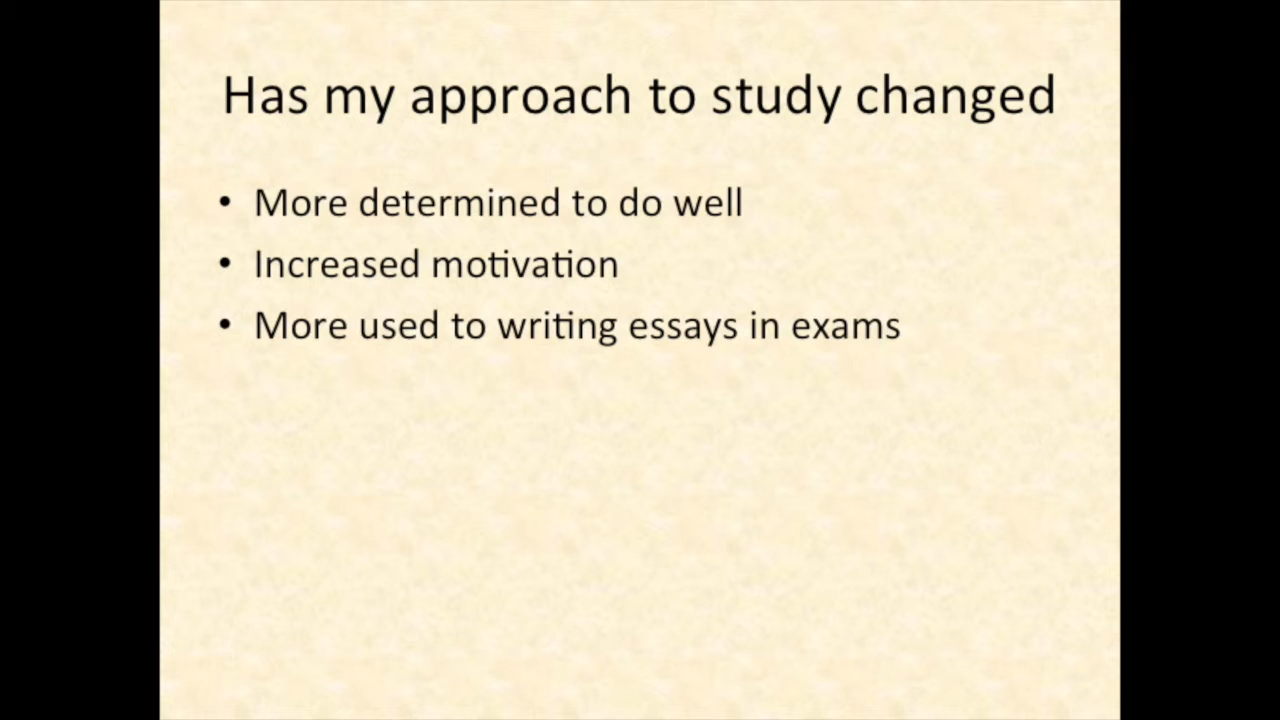 Has my approach to study changed
• More determined to do well
• Increased motivation
• More used to writing essays in exams